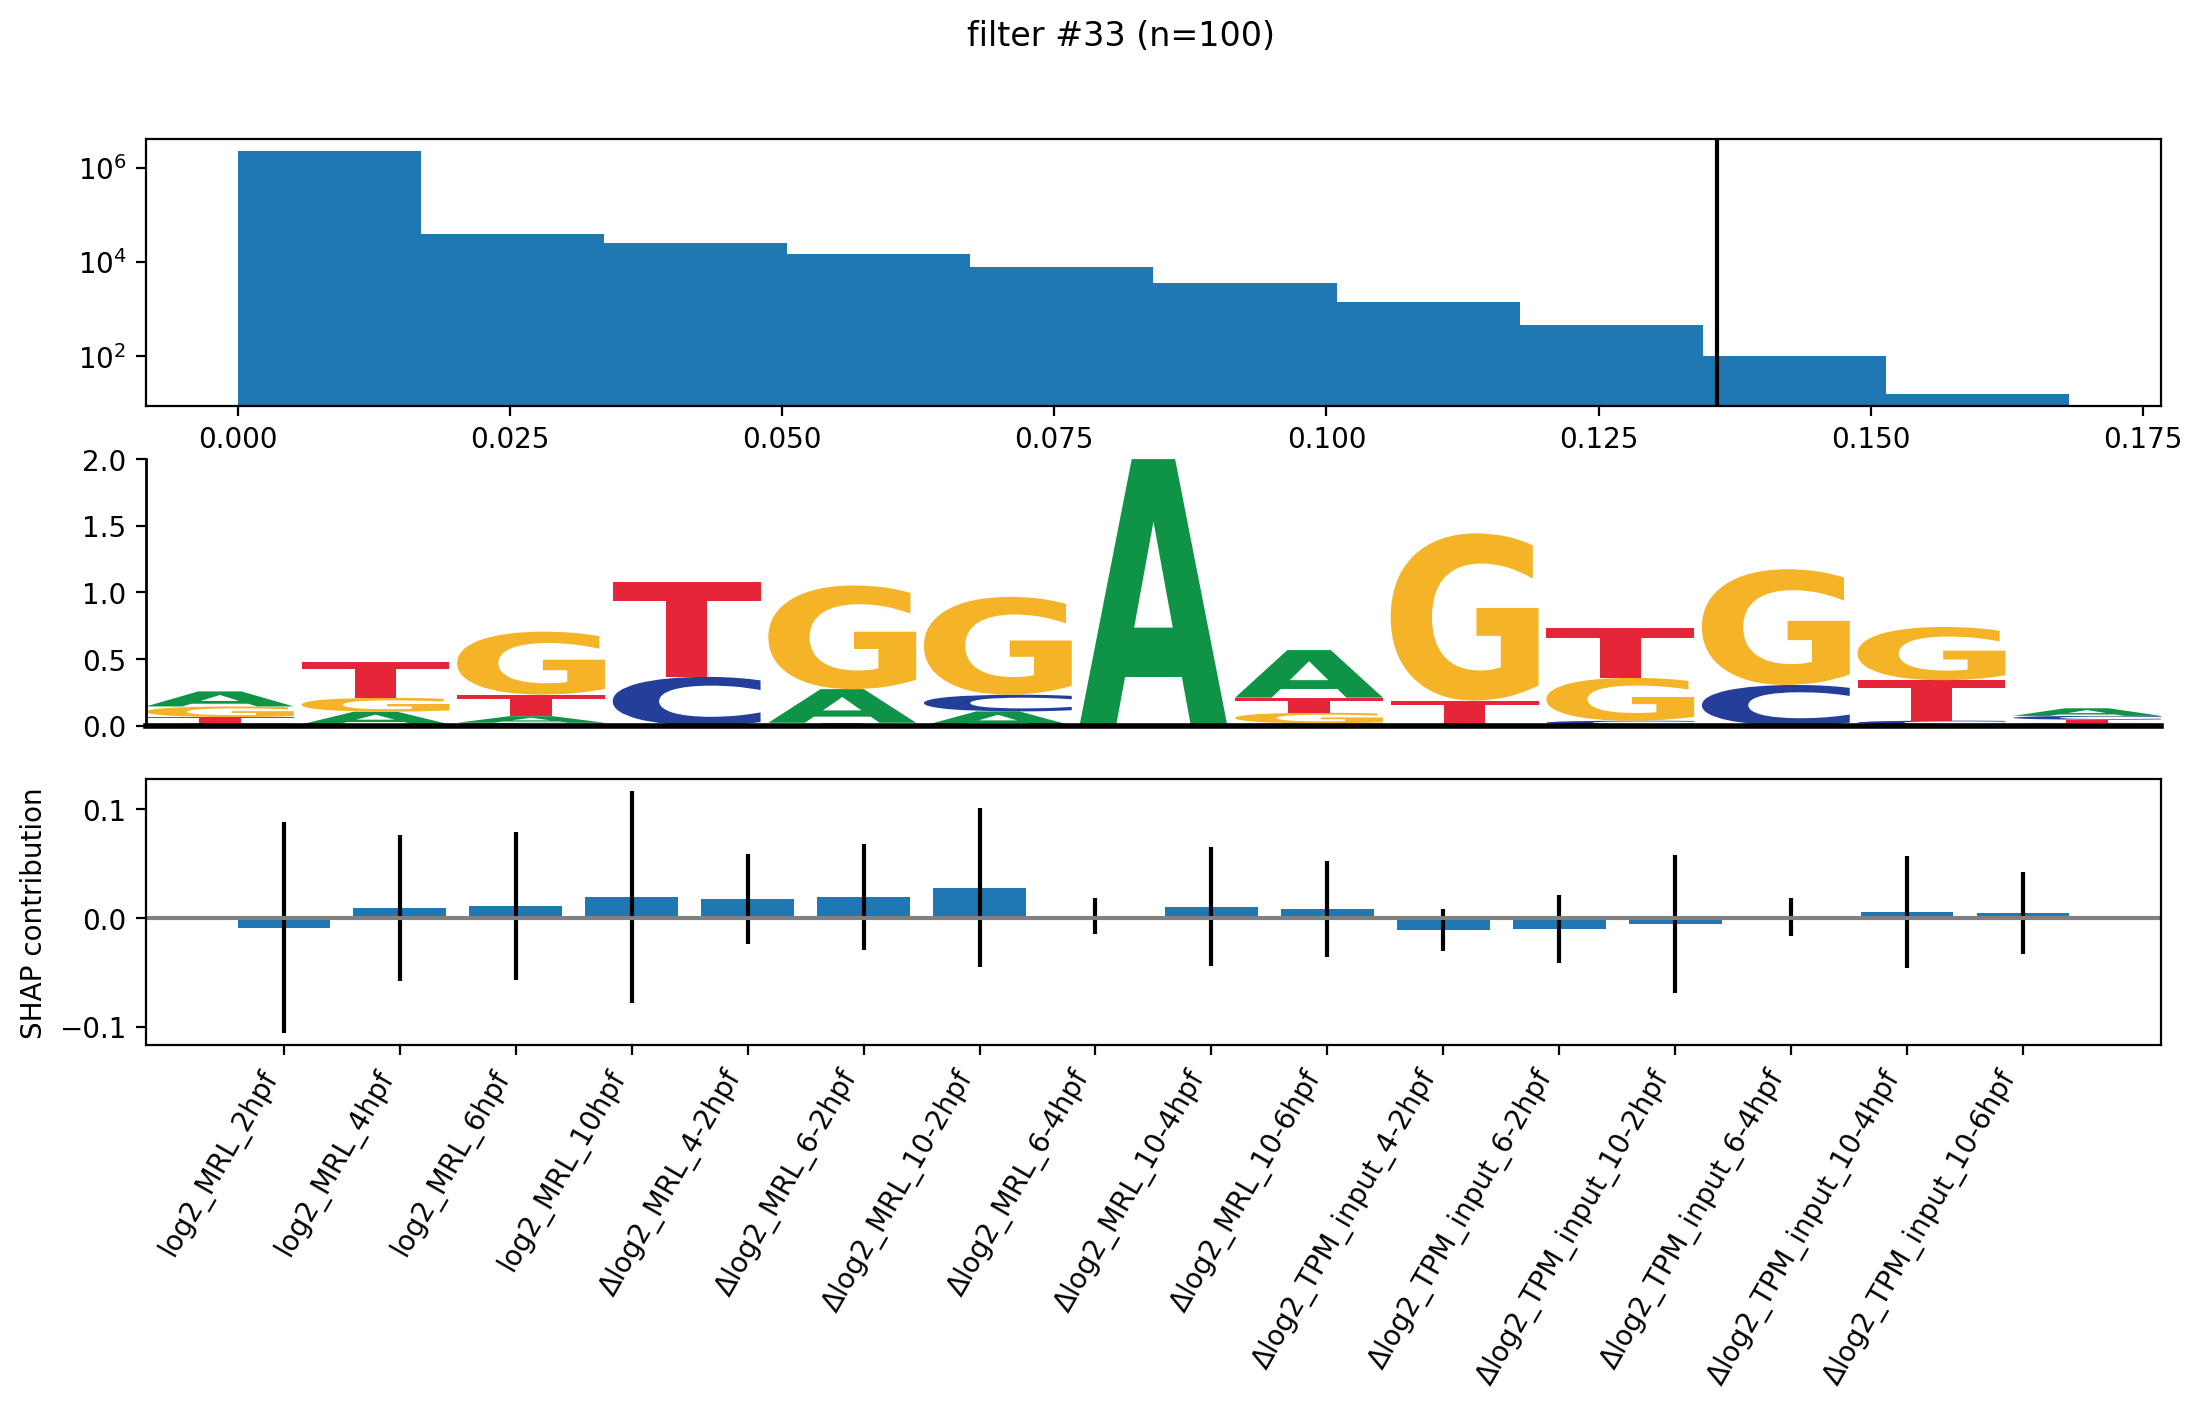 filter #33 (n=100)
10⁶
10⁴
10²
0.000 0.025 0.050 0.075 0.100 0.125 0.150 0.175
2.0
1.5
1.0
0.5
0.0
A T G T G G A A G T G G A
G G T C A C T T G C T C
T A A A G C C T
SHAP contribution
0.1
0.0
−0.1
log2_MRL_2hpf
log2_MRL_4hpf
log2_MRL_6hpf
log2_MRL_10hpf
Δlog2_MRL_4-2hpf
Δlog2_MRL_6-2hpf
Δlog2_MRL_10-2hpf
Δlog2_MRL_6-4hpf
Δlog2_MRL_10-4hpf
Δlog2_MRL_10-6hpf
Δlog2_TPM_input_4-2hpf
Δlog2_TPM_input_6-2hpf
Δlog2_TPM_input_10-2hpf
Δlog2_TPM_input_6-4hpf
Δlog2_TPM_input_10-4hpf
Δlog2_TPM_input_10-6hpf